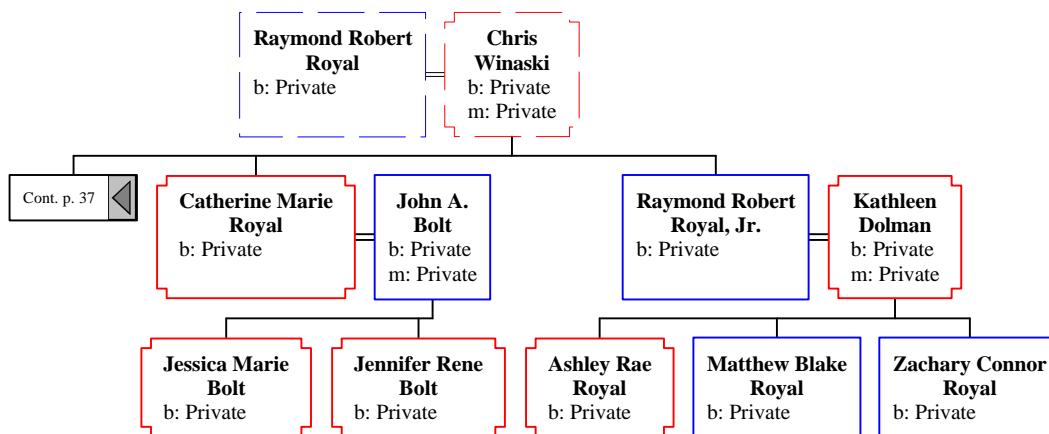 Raymond Robert
Royal
b: Private
Chris
Winaski
b: Private
m: Private
Cont. p. 37
Catherine Marie
Royal
b: Private
John A.
Bolt
b: Private
m: Private
Raymond Robert
Royal, Jr.
b: Private
Kathleen
Dolman
b: Private
m: Private
Jessica Marie
Bolt
b: Private
Jennifer Rene
Bolt
b: Private
Ashley Rae
Royal
b: Private
Matthew Blake
Royal
b: Private
Zachary Connor
Royal
b: Private